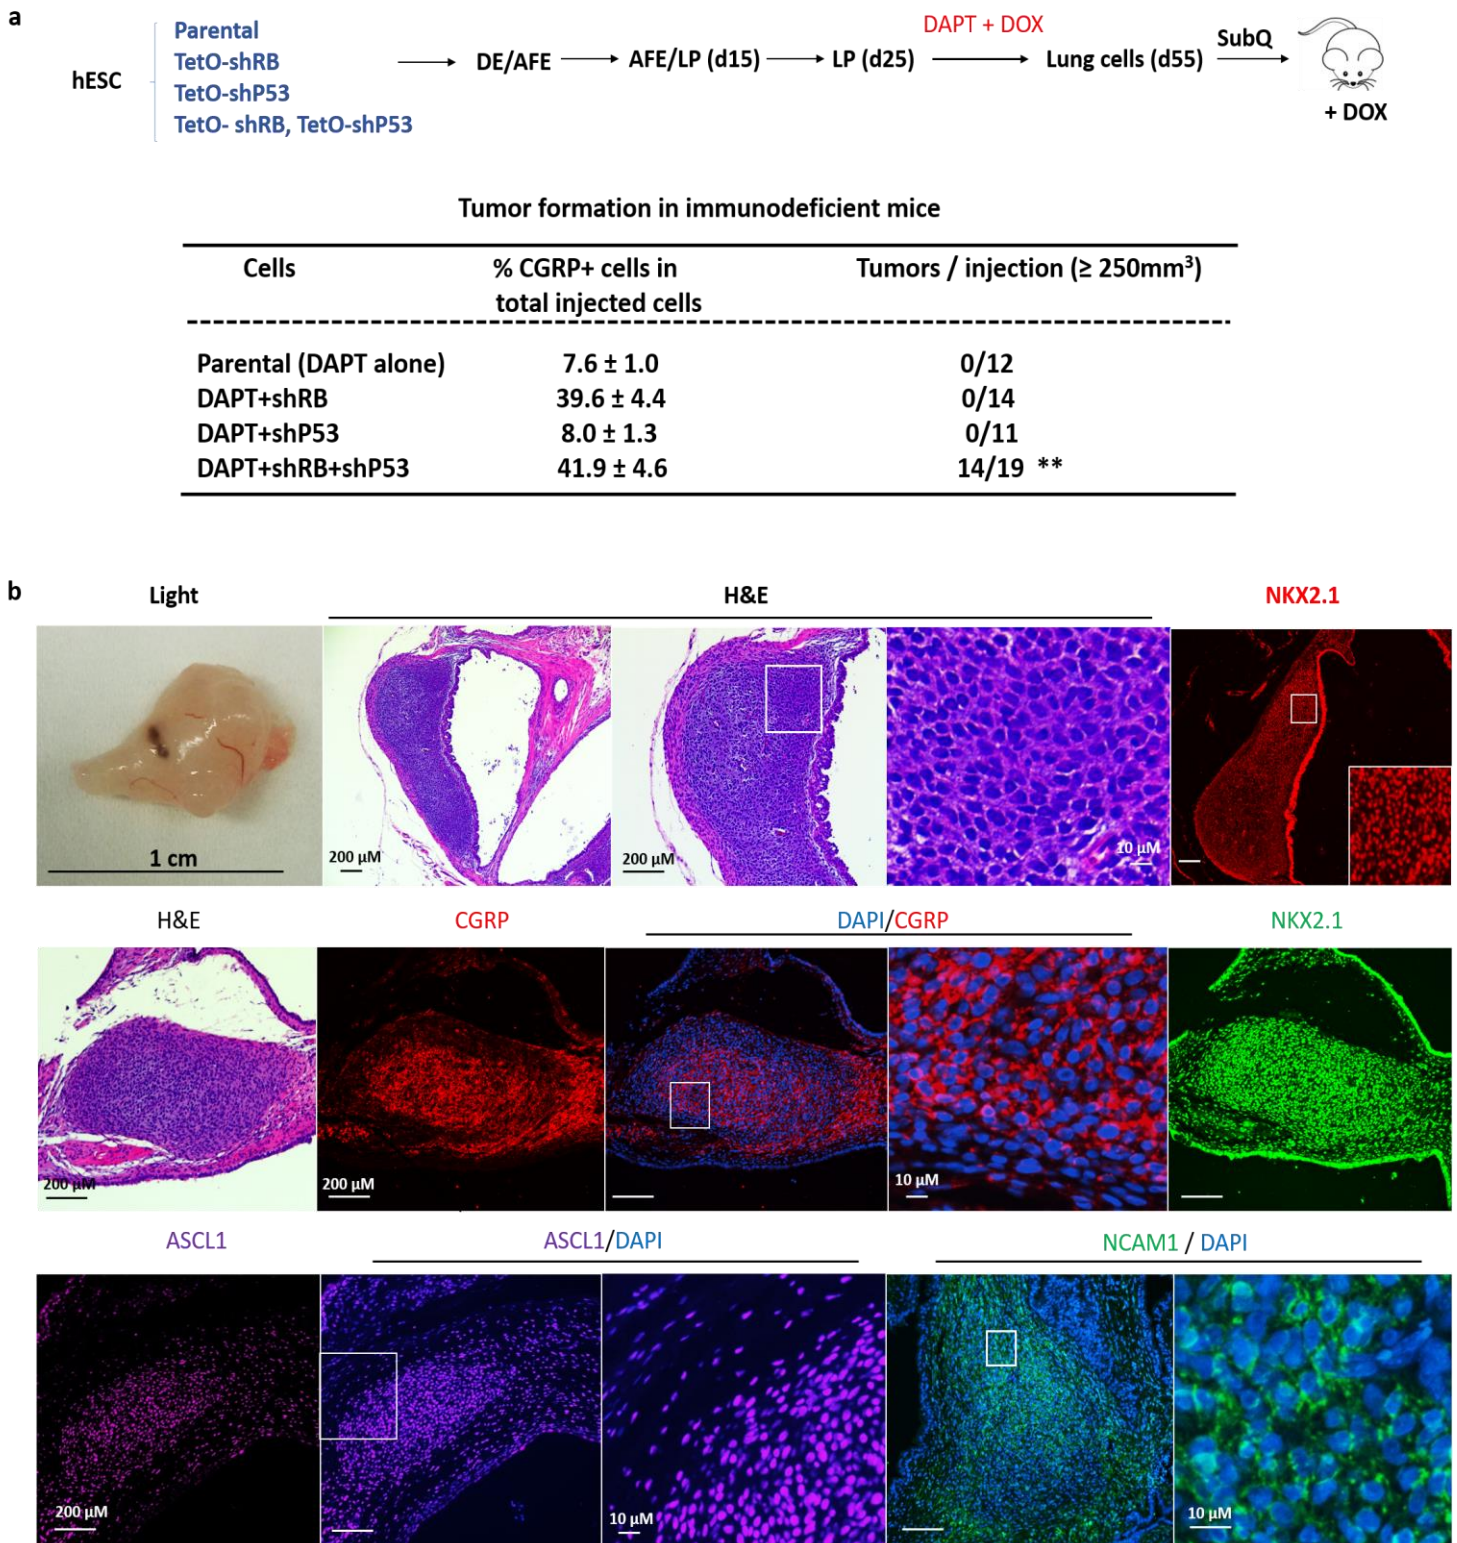 a
DAPT + DOX
Parental
TetO-shRB
TetO-shP53
TetO- shRB, TetO-shP53
hESC
DE/AFE
AFE/LP (d15)
LP (d25)
Lung cells (d55)
SubQ
+ DOX
Tumor formation in immunodeficient mice
Cells % CGRP+ cells in Tumors / injection (≥ 250mm³)
total injected cells
Parental (DAPT alone) 7.6 ± 1.0 0/12
DAPT+shRB 39.6 ± 4.4 0/14
DAPT+shP53 8.0 ± 1.3 0/11
DAPT+shRB+shP53 41.9 ± 4.6 14/19 **
b
Light H&E NKX2.1
1 cm
200 μM
200 μM
10 μM
H&E CGRP DAPI/CGRP NKX2.1
200 μM
200 μM
10 μM
ASCL1 ASCL1/DAPI NCAM1 / DAPI
200 μM
10 μM
10 μM